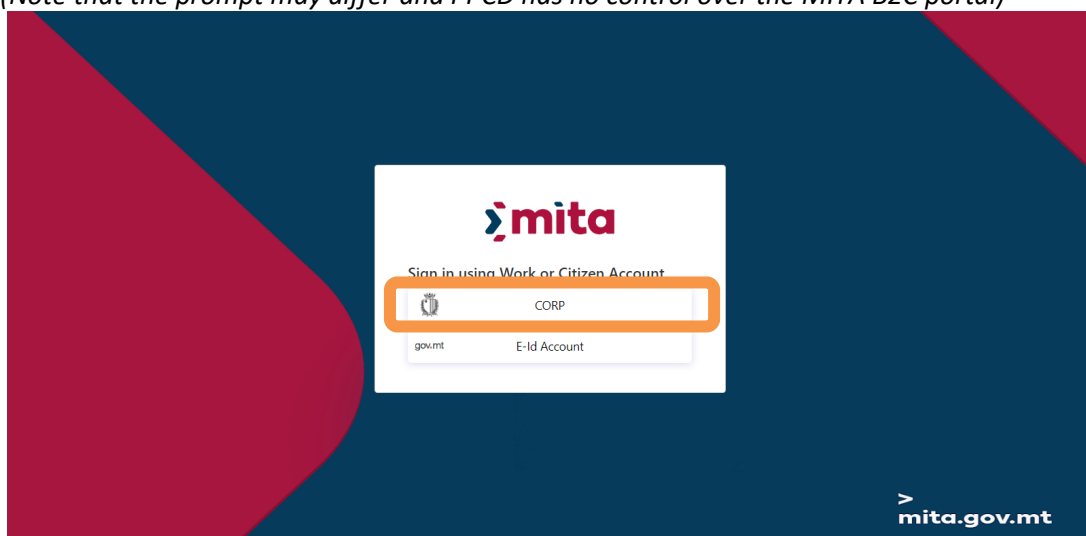 (Note that the prompt may differ and has no control over the MITA B2C portal)
mita
Sign in using Work or Citizen Account
CORP
gov.mt E-Id Account
>
mita.gov.mt